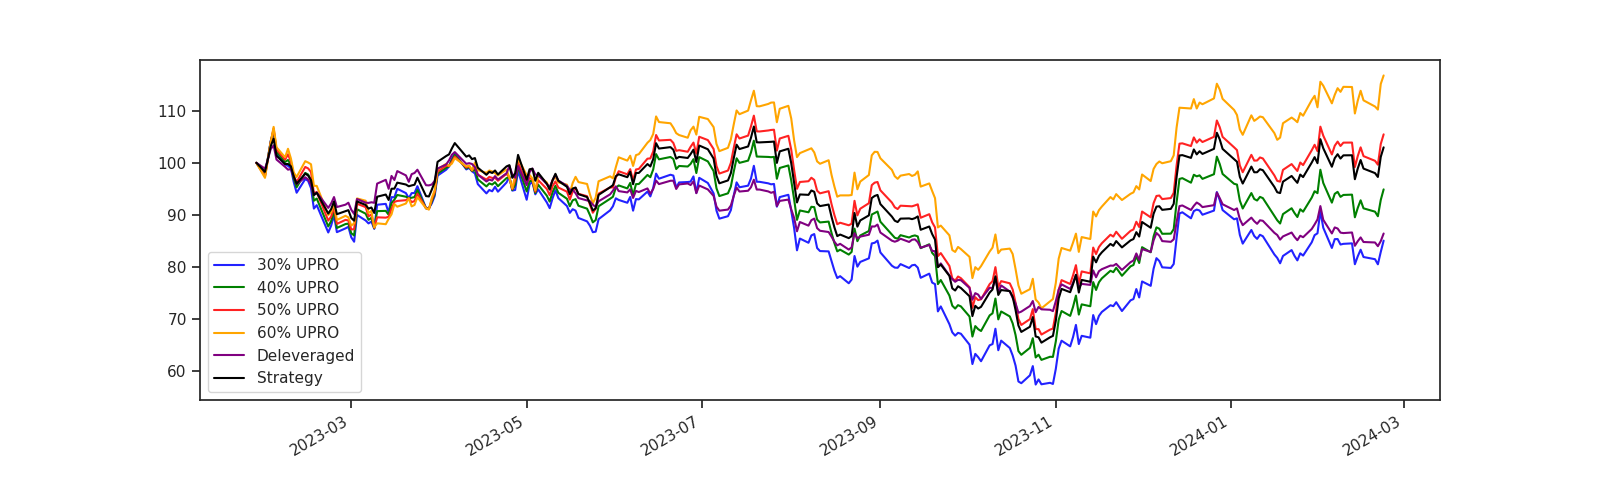 110
100
90
80
70
60
30% UPRO
40% UPRO
50% UPRO
60% UPRO
Deleveraged
Strategy
2023-03
2023-05
2023-07
2023-09
2023-11
2024-01
2024-03